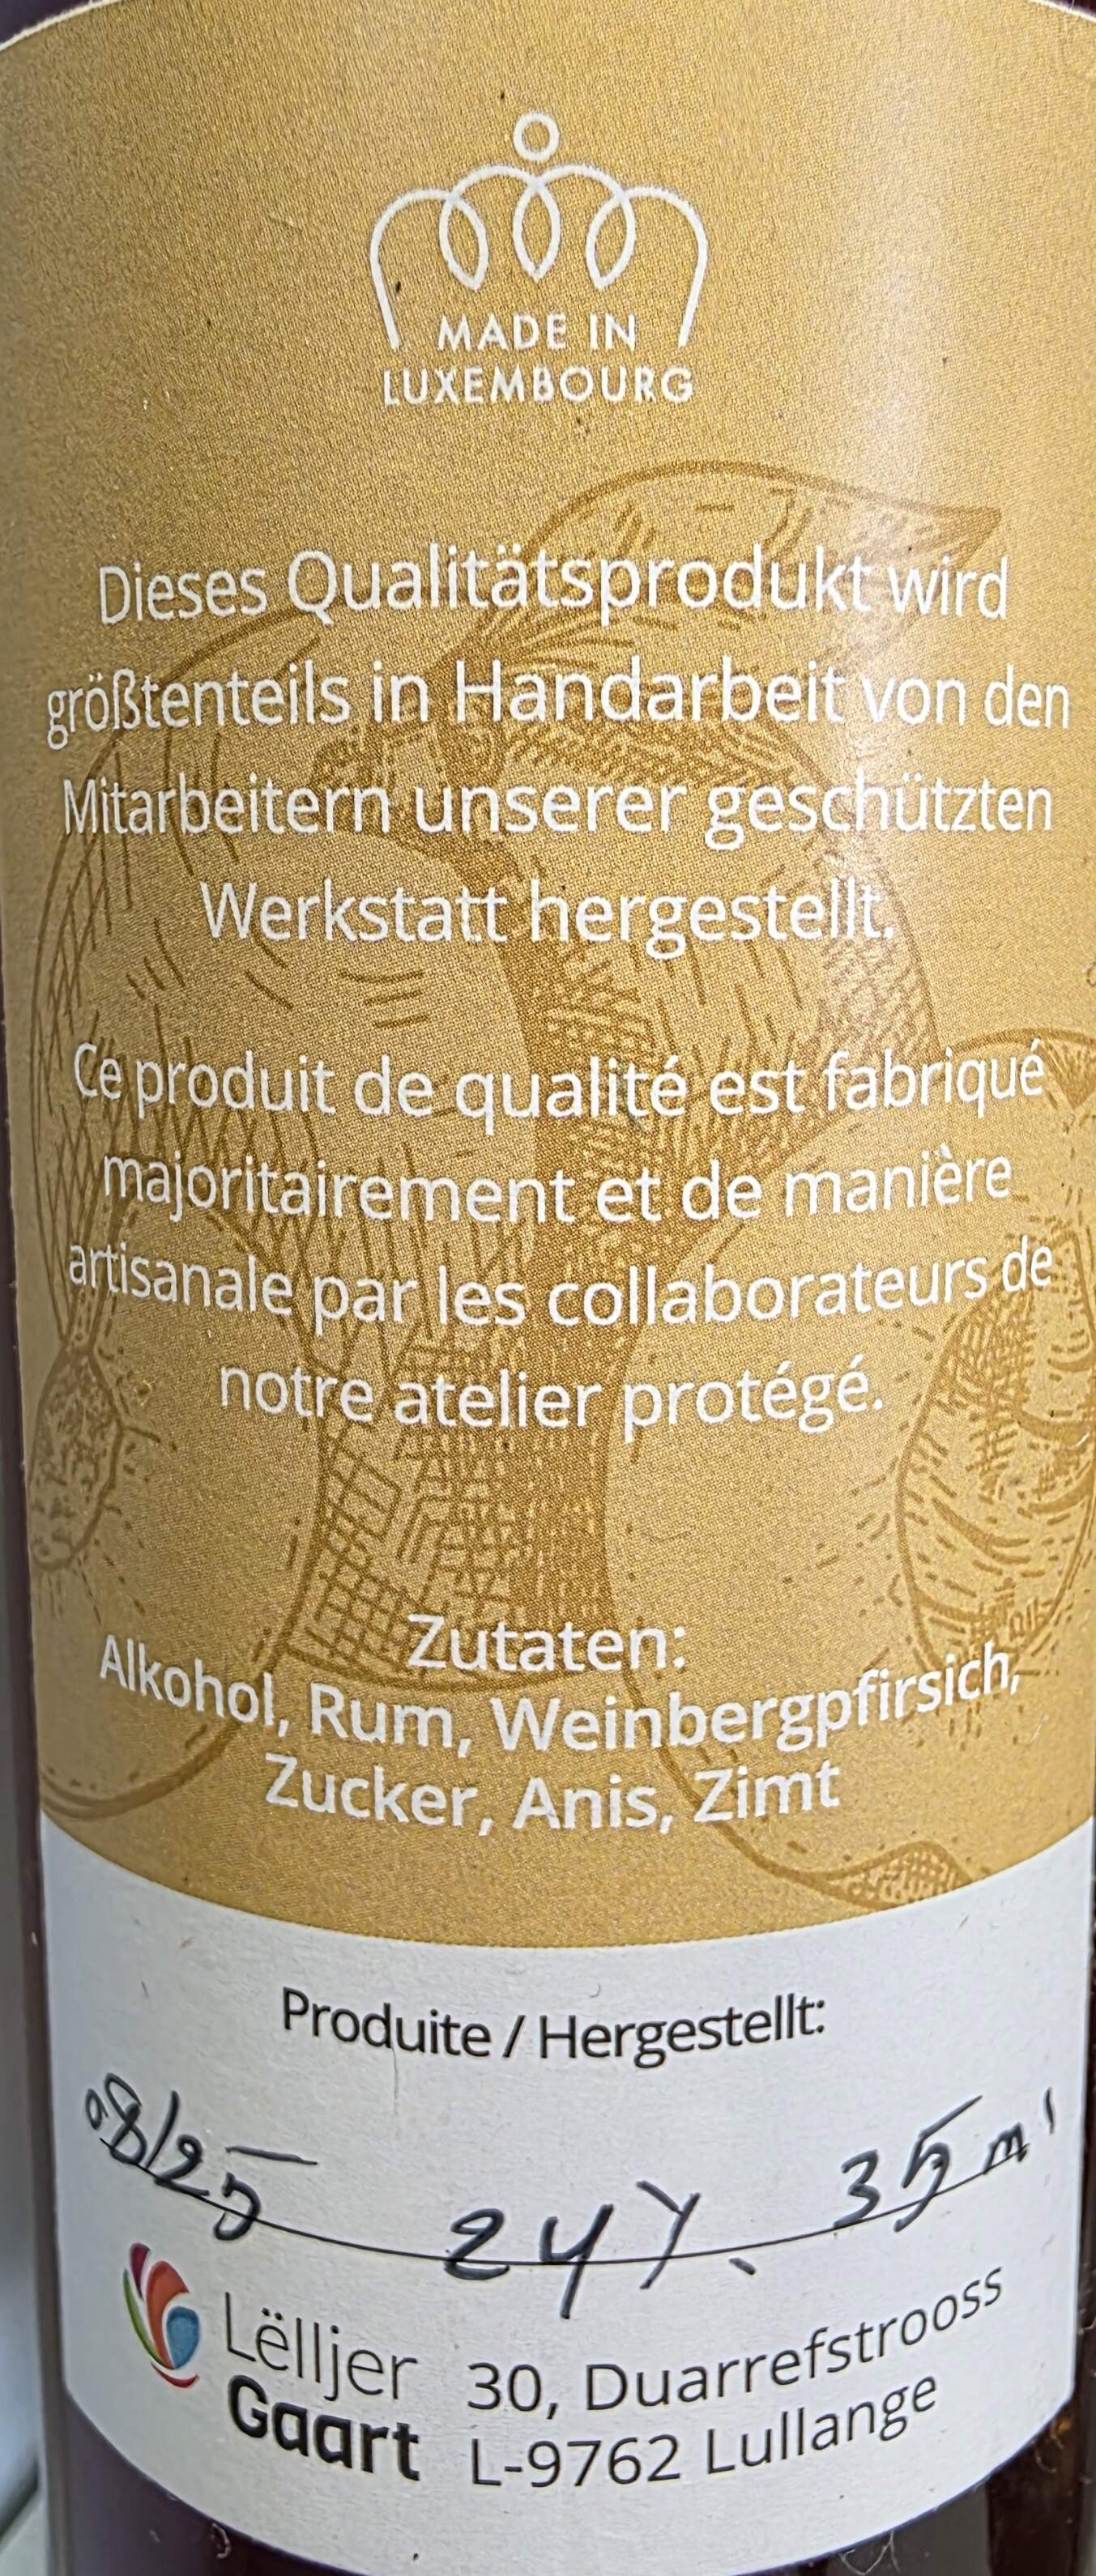 MADE IN
LUXEMBOURG
Dieses Qualitätsprodukt wird
größtenteils in Handarbeit von den
Mitarbeitern unserer geschützten
Werkstatt hergestellt.
Ce produit de qualité est fabriqué
majoritairement et de manière
artisanale par les collaborateurs de
notre atelier protégé.
Zutaten:
Alkohol, Rum, Weinbergpfirsich,
Zucker, Anis, Zimt
Produite / Hergestellt:
08/25 24%. 35 ml
Lëlljer
Gaart
30, Duarrefstrooss
L-9762 Lullange